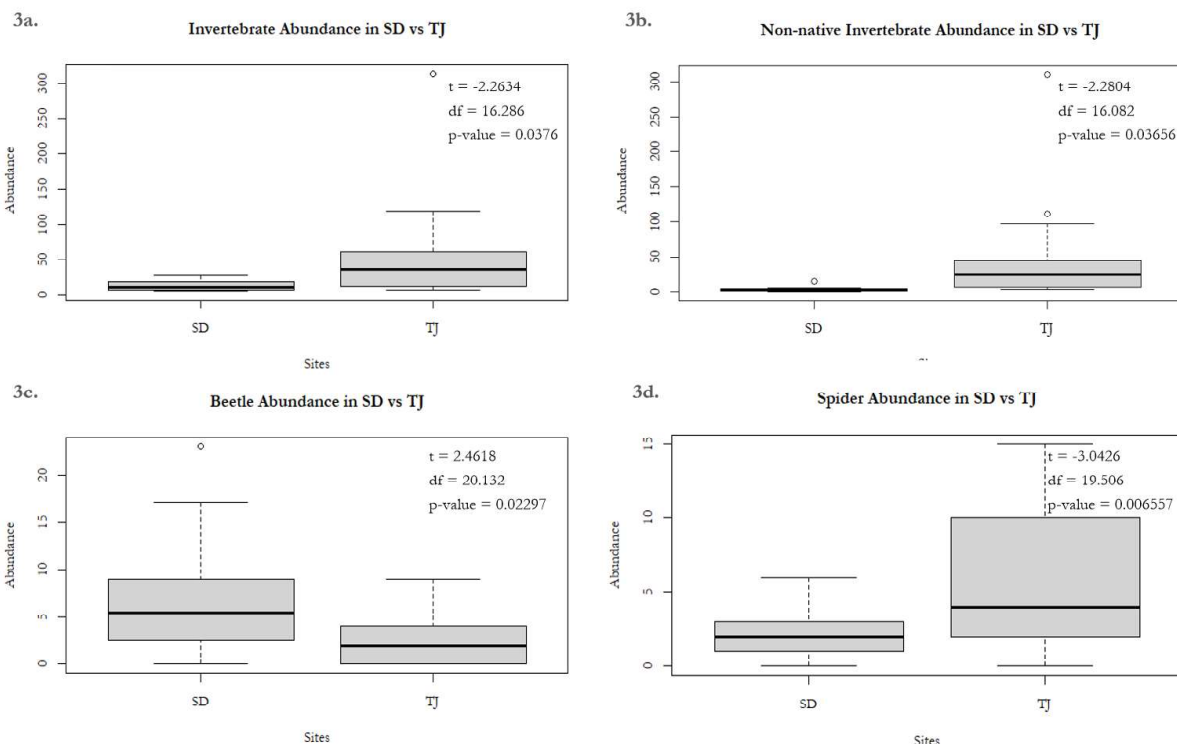 3a.
Invertebrate Abundance in SD vs TJ
t = -2.2634
df = 16.286
p-value = 0.0376
Abundance
300
250
200
150
100
50
0
SD
TJ
Sites
3b.
Non-native Invertebrate Abundance in SD vs TJ
t = -2.2804
df = 16.082
p-value = 0.03656
Abundance
300
250
200
150
100
50
0
SD
TJ
3c.
Beetle Abundance in SD vs TJ
t = 2.4618
df = 20.132
p-value = 0.02297
Abundance
20
15
10
5
0
SD
TJ
Sites
3d.
Spider Abundance in SD vs TJ
t = -3.0426
df = 19.506
p-value = 0.006557
Abundance
15
10
5
0
SD
TJ
Sites